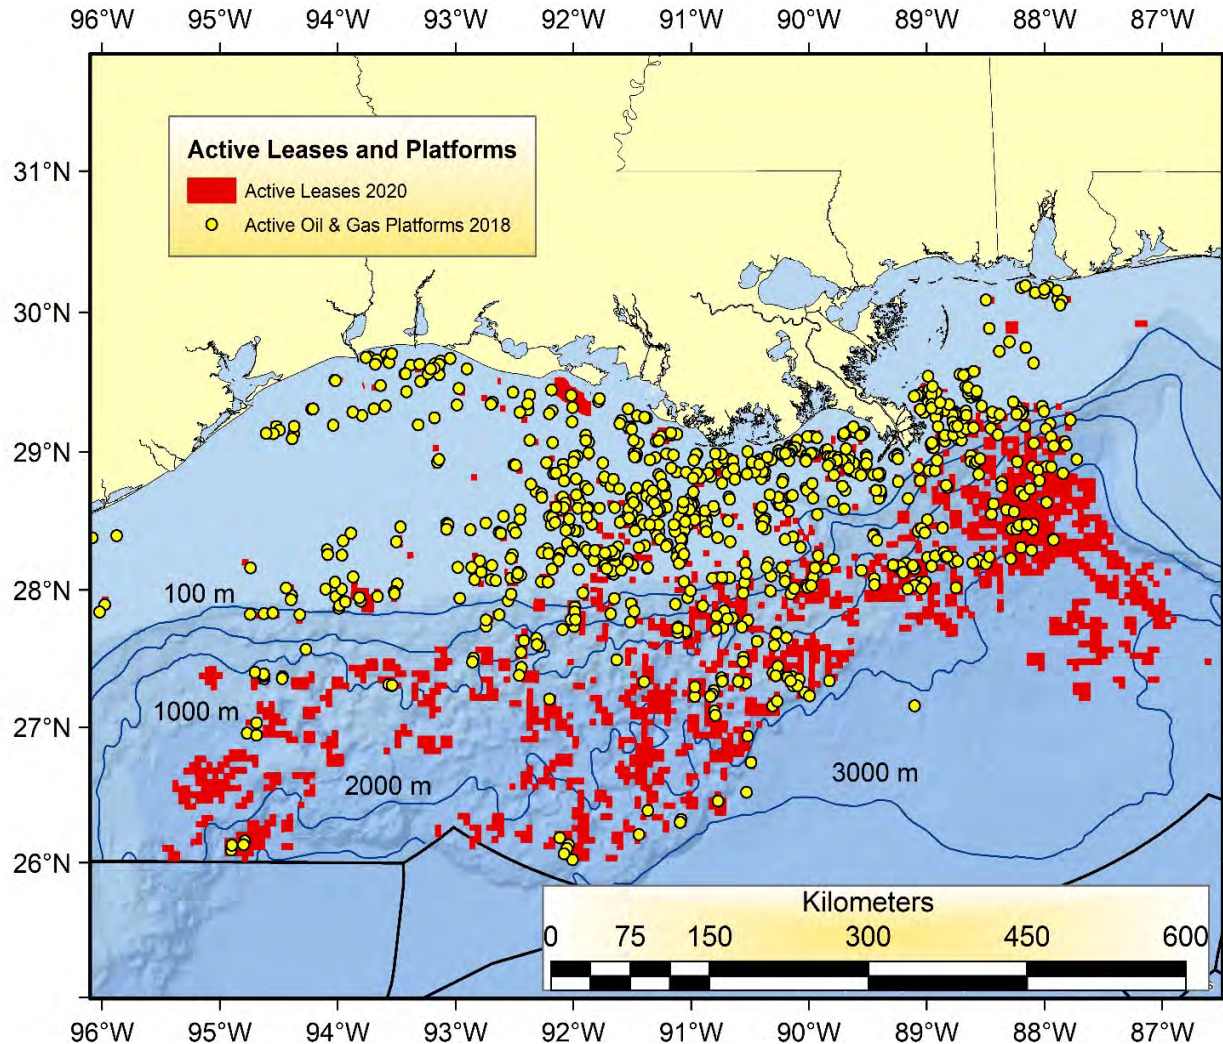 96°W 95°W 94°W 93°W 92°W 91°W 90°W 89°W 88°W 87°W
Active Leases and Platforms
31°N
Active Leases 2020
Active Oil & Gas Platforms 2018
30°N
29°N
28°N
100 m
27°N
1000 m
2000 m
3000 m
26°N
Kilometers
0 75 150 300 450 600
96°W 95°W 94°W 93°W 92°W 91°W 90°W 89°W 88°W 87°W